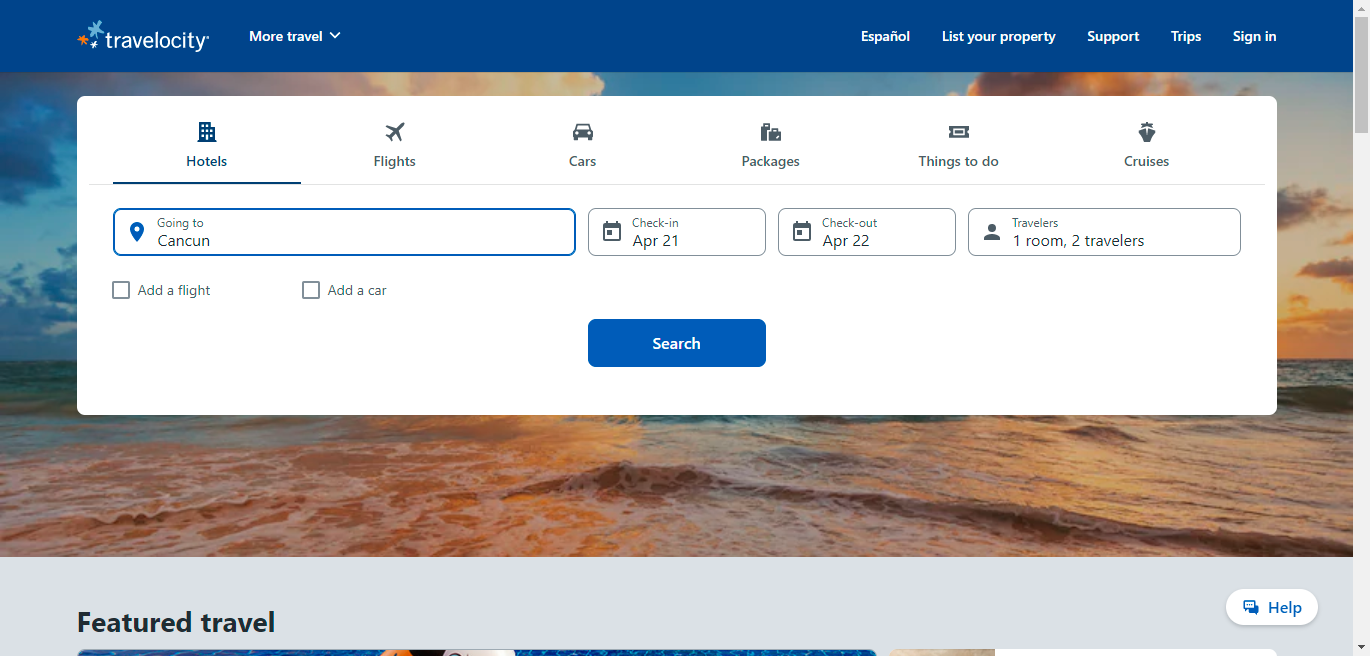 travelocity
More travel
Español
List your property
Support
Trips
Sign in
Hotels
Flights
Cars
Packages
Things to do
Cruises
Going to
Cancun
Check-in
Apr 21
Check-out
Apr 22
Travelers
1 room, 2 travelers
Add a flight
Add a car
Search
Featured travel
Help